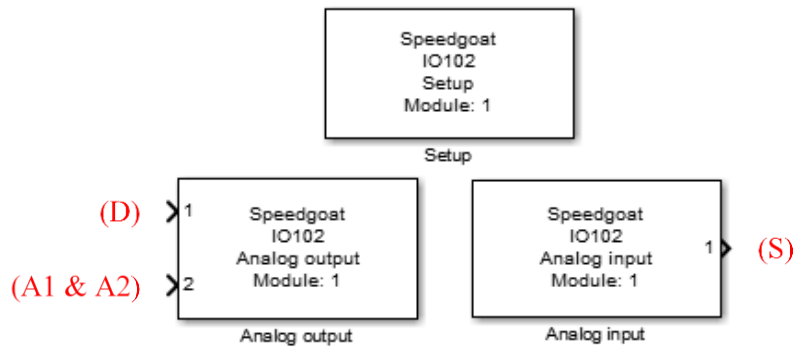 Speedgoat
IO102
Setup
Module: 1
Setup
(D)
1
Speedgoat
IO102
Analog output
Module: 1
(A1 & A2)
2
Analog output
Speedgoat
IO102
Analog input
Module: 1
1
(S)
Analog input